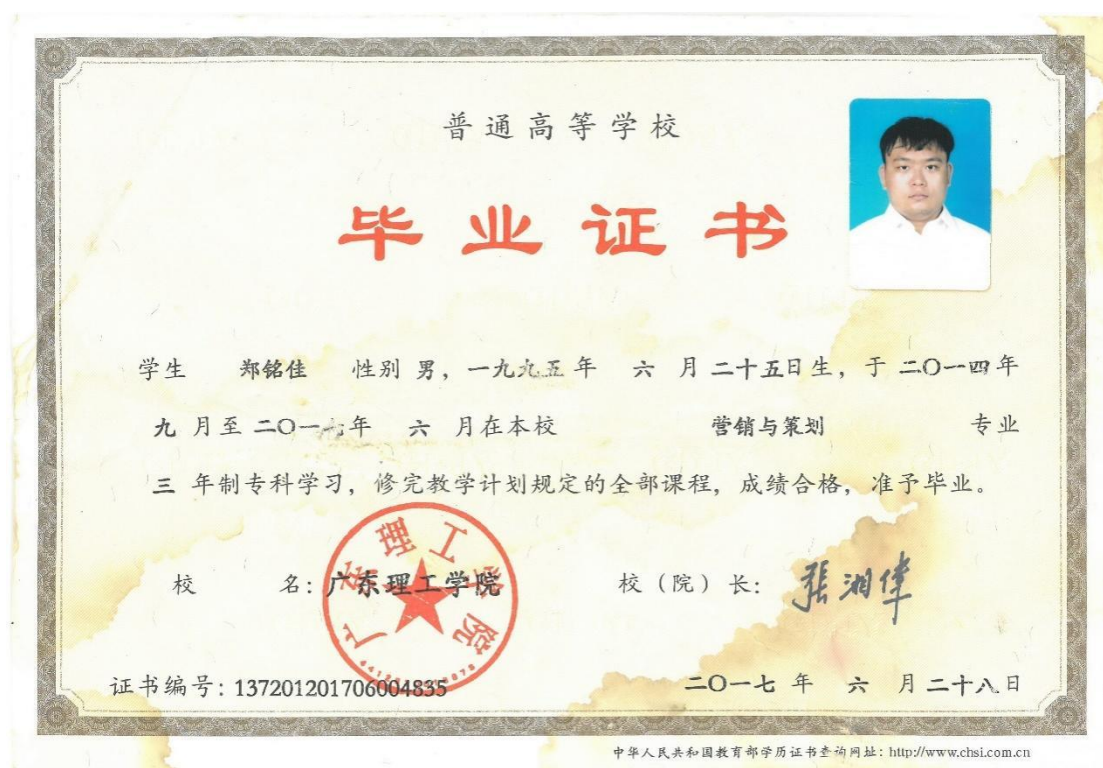 普通高等学校
毕业证书
学生 郑铭佳 性别 男，一九九五年 六 月 二十五日生，于 二〇一四年
九 月至 二〇一七年 六 月在本校 营销与策划 专业
三 年制专科学习，修完教学计划规定的全部课程，成绩合格，准予毕业。
校 名：广东理工学院 校（院）长：张湘伟
广东理工学院
证书编号：137201201706004835 二〇一七 年 六 月 二十八日
中华人民共和国教育部学历证书查询网址：http://www.chsi.com.cn